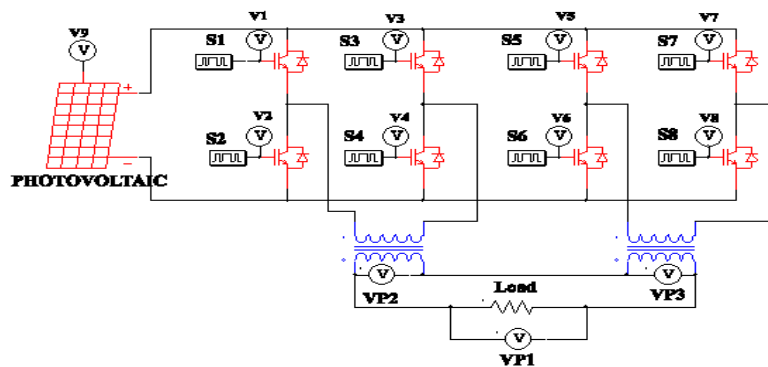 V1 V3 V5 V7
V9 S1 V S3 V S5 V S7 V
V
+
V2 V4 V6 V8
S2 V S4 V S6 V S8 V
−
PHOTOVOLTAIC
V Load V
VP2 VP3
V
VP1